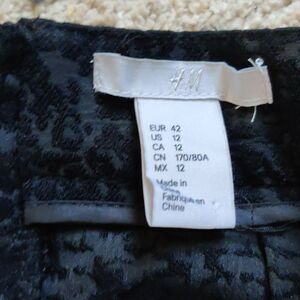 H&M
EUR 42
US 12
CA 12
CN 170/80A
MX 12
Made in
Fabriqué en
Chine